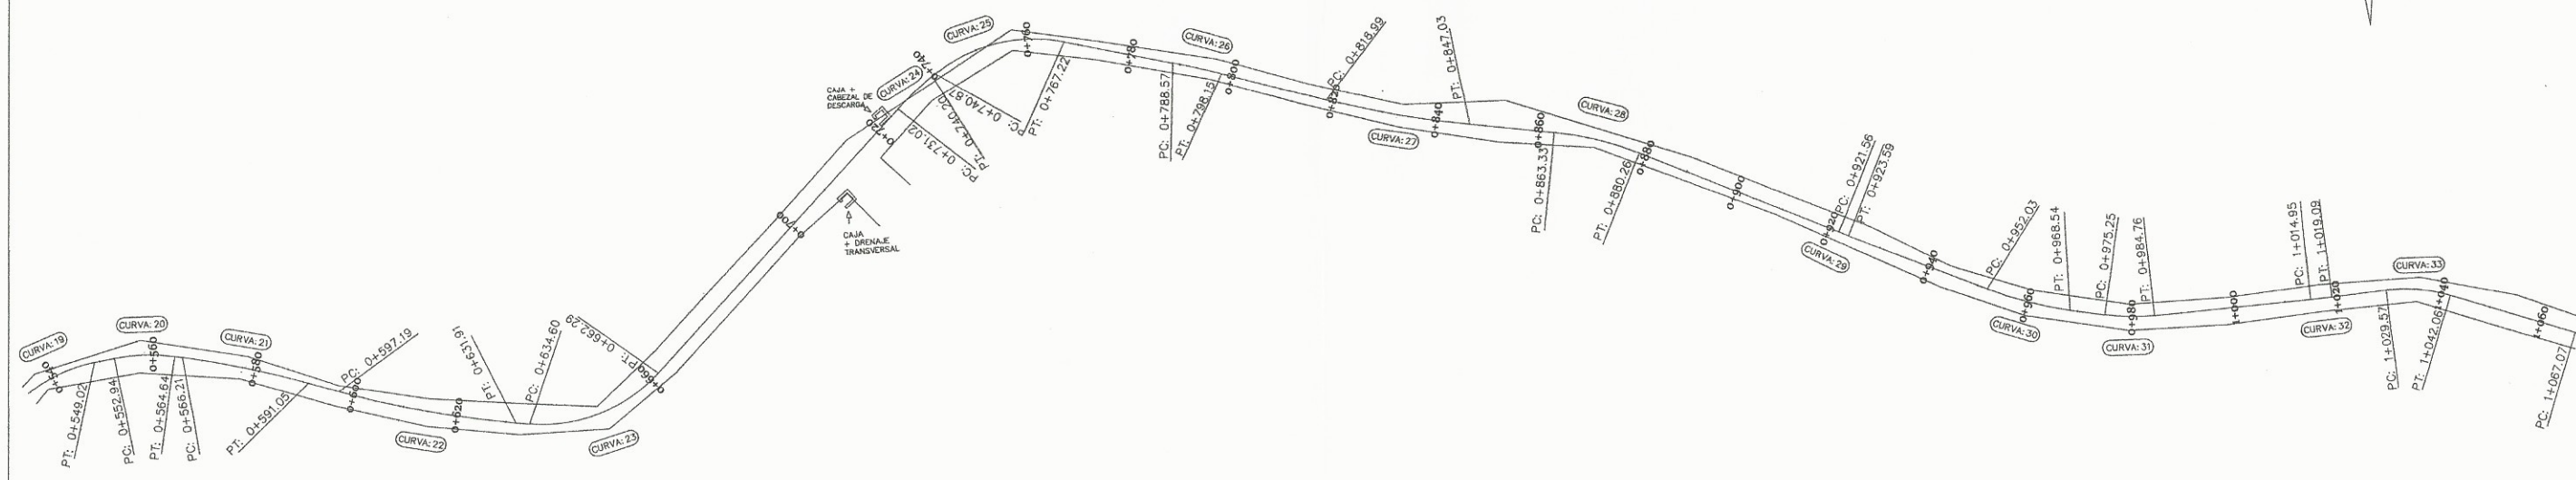 CURVA: 19
0+540
PT: 0+549.02
PC: 0+552.94
CURVA: 20
0+560
PT: 0+564.64
PC: 0+566.21
CURVA: 21
0+580
PT: 0+591.05
PC: 0+597.19
0+600
CURVA: 22
0+620
PT: 0+631.91
PC: 0+634.60
CURVA: 23
PT: 0+662.29
0+660
0+700
CAJA
+ DRENAJE
TRANSVERSAL
CAJA +
CABEZAL DE
DESCARGA
0+720
CURVA: 24
PC: 0+731.02
PT: 0+740.20
PC: 0+740.87
0+740
CURVA: 25
0+760
PT: 0+767.22
0+780
PC: 0+788.57
PT: 0+798.15
CURVA: 26
0+800
PC: 0+818.99
0+820
CURVA: 27
0+840
PT: 0+847.03
0+860
PC: 0+863.33
CURVA: 28
PT: 0+880.26
0+880
0+900
0+920
PC: 0+921.56
PT: 0+923.59
CURVA: 29
0+940
PC: 0+952.03
0+960
CURVA: 30
PT: 0+968.54
PC: 0+975.25
0+980
CURVA: 31
PT: 0+984.76
1+000
PC: 1+014.95
PT: 1+019.09
1+020
CURVA: 32
PC: 1+029.57
CURVA: 33
1+040
PT: 1+042.06
1+060
PC: 1+067.07